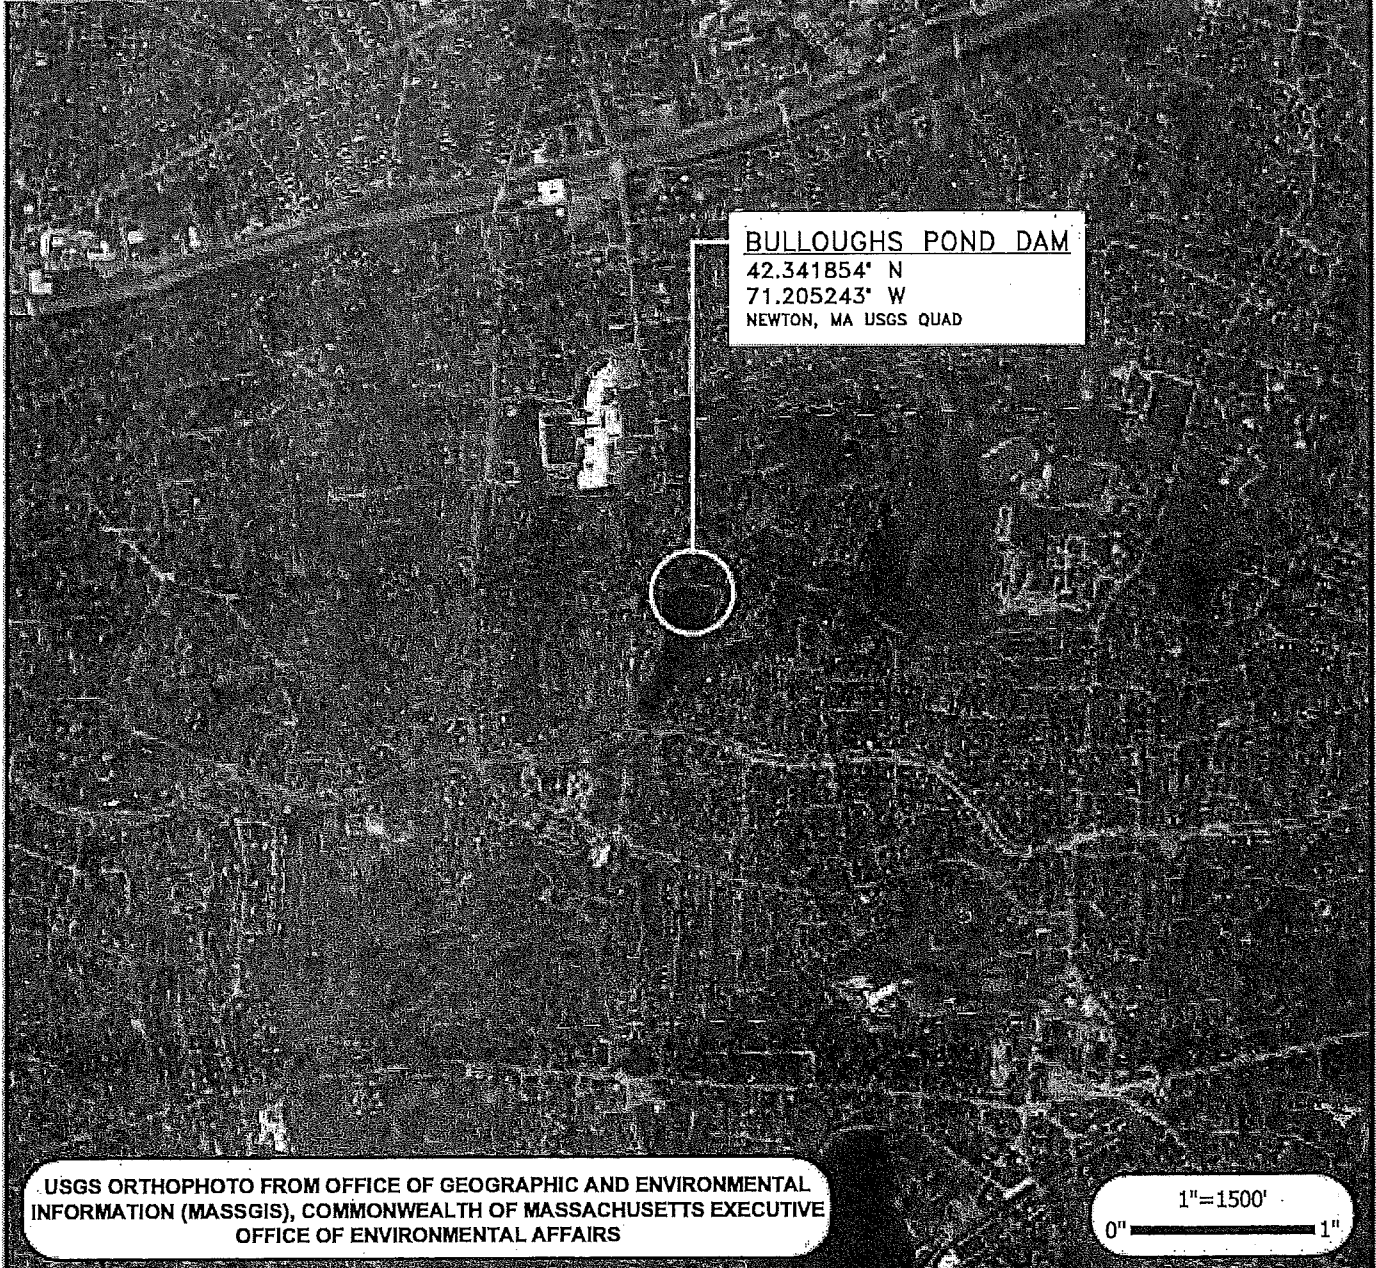 BULLOUGHS POND DAM
42.341854° N
71.205243° W
NEWTON, MA USGS QUAD
USGS ORTHOPHOTO FROM OFFICE OF GEOGRAPHIC AND ENVIRONMENTAL
INFORMATION (MASSGIS), COMMONWEALTH OF MASSACHUSETTS EXECUTIVE
OFFICE OF ENVIRONMENTAL AFFAIRS
1"=1500'
0" 1"